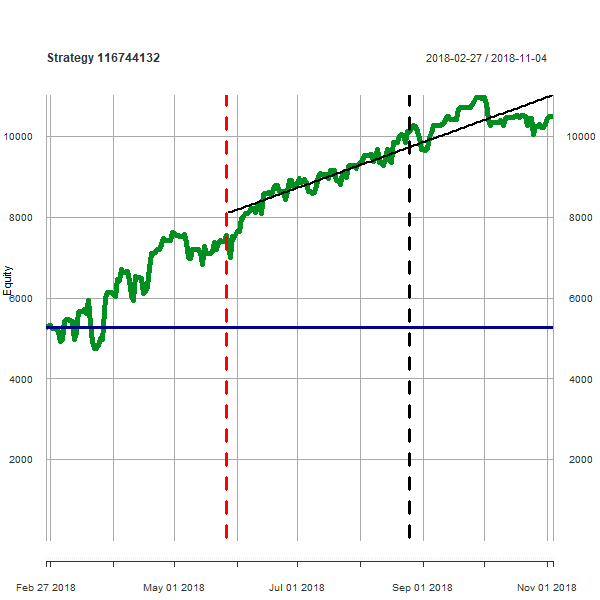 Strategy 116744132
2018-02-27 / 2018-11-04
10000 10000
8000 8000
Equity
6000 6000
4000 4000
2000 2000
Feb 27 2018 May 01 2018 Jul 01 2018 Sep 01 2018 Nov 01 2018